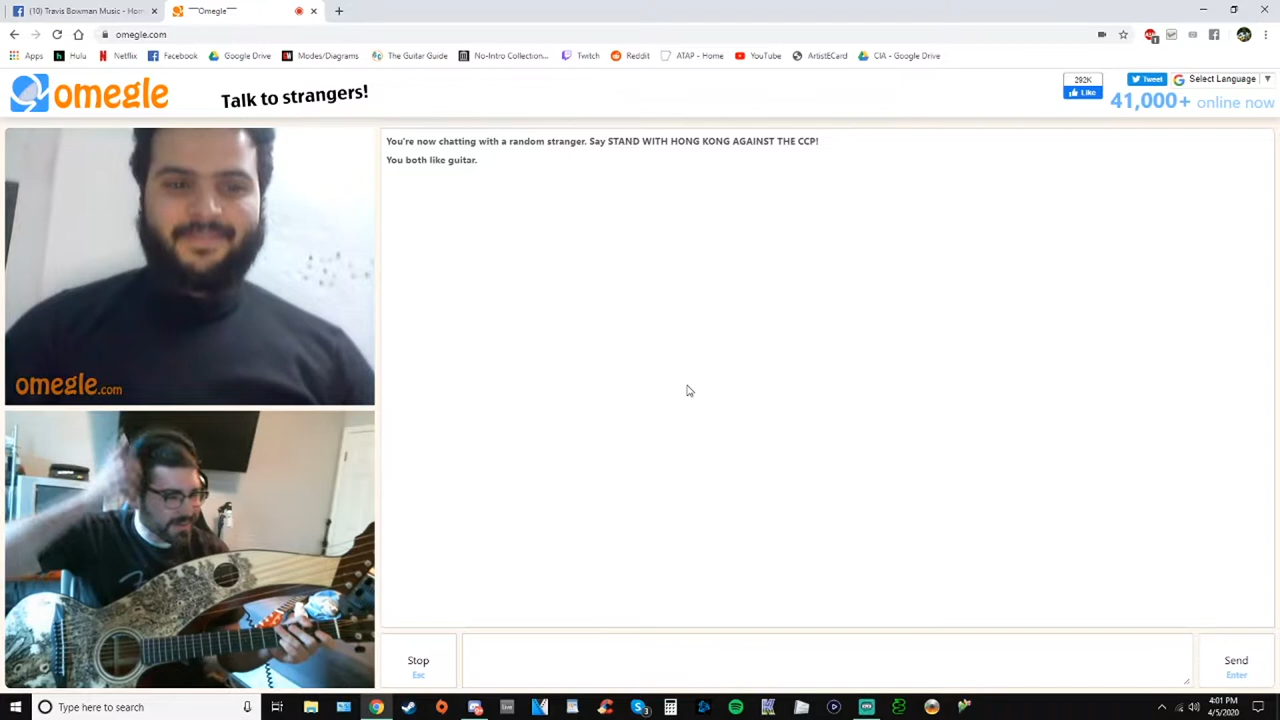 (10) Travis Bowman Music - Hon
Omegle
omegle.com
Apps
Hulu
Netflix
Facebook
Google Drive
Modes/Diagrams
The Guitar Guide
No-Intro Collection...
Twitch
Reddit
ATAP - Home
YouTube
ArtistECard
CIA - Google Drive
omegle
Talk to strangers!
292K
Like
Tweet
Select Language
41,000+ online now
You're now chatting with a random stranger. Say STAND WITH HONG KONG AGAINST THE CCP!
You both like guitar.
omegle.com
Stop
Esc
Send
Enter
Type here to search
4:01 PM
4/5/2020